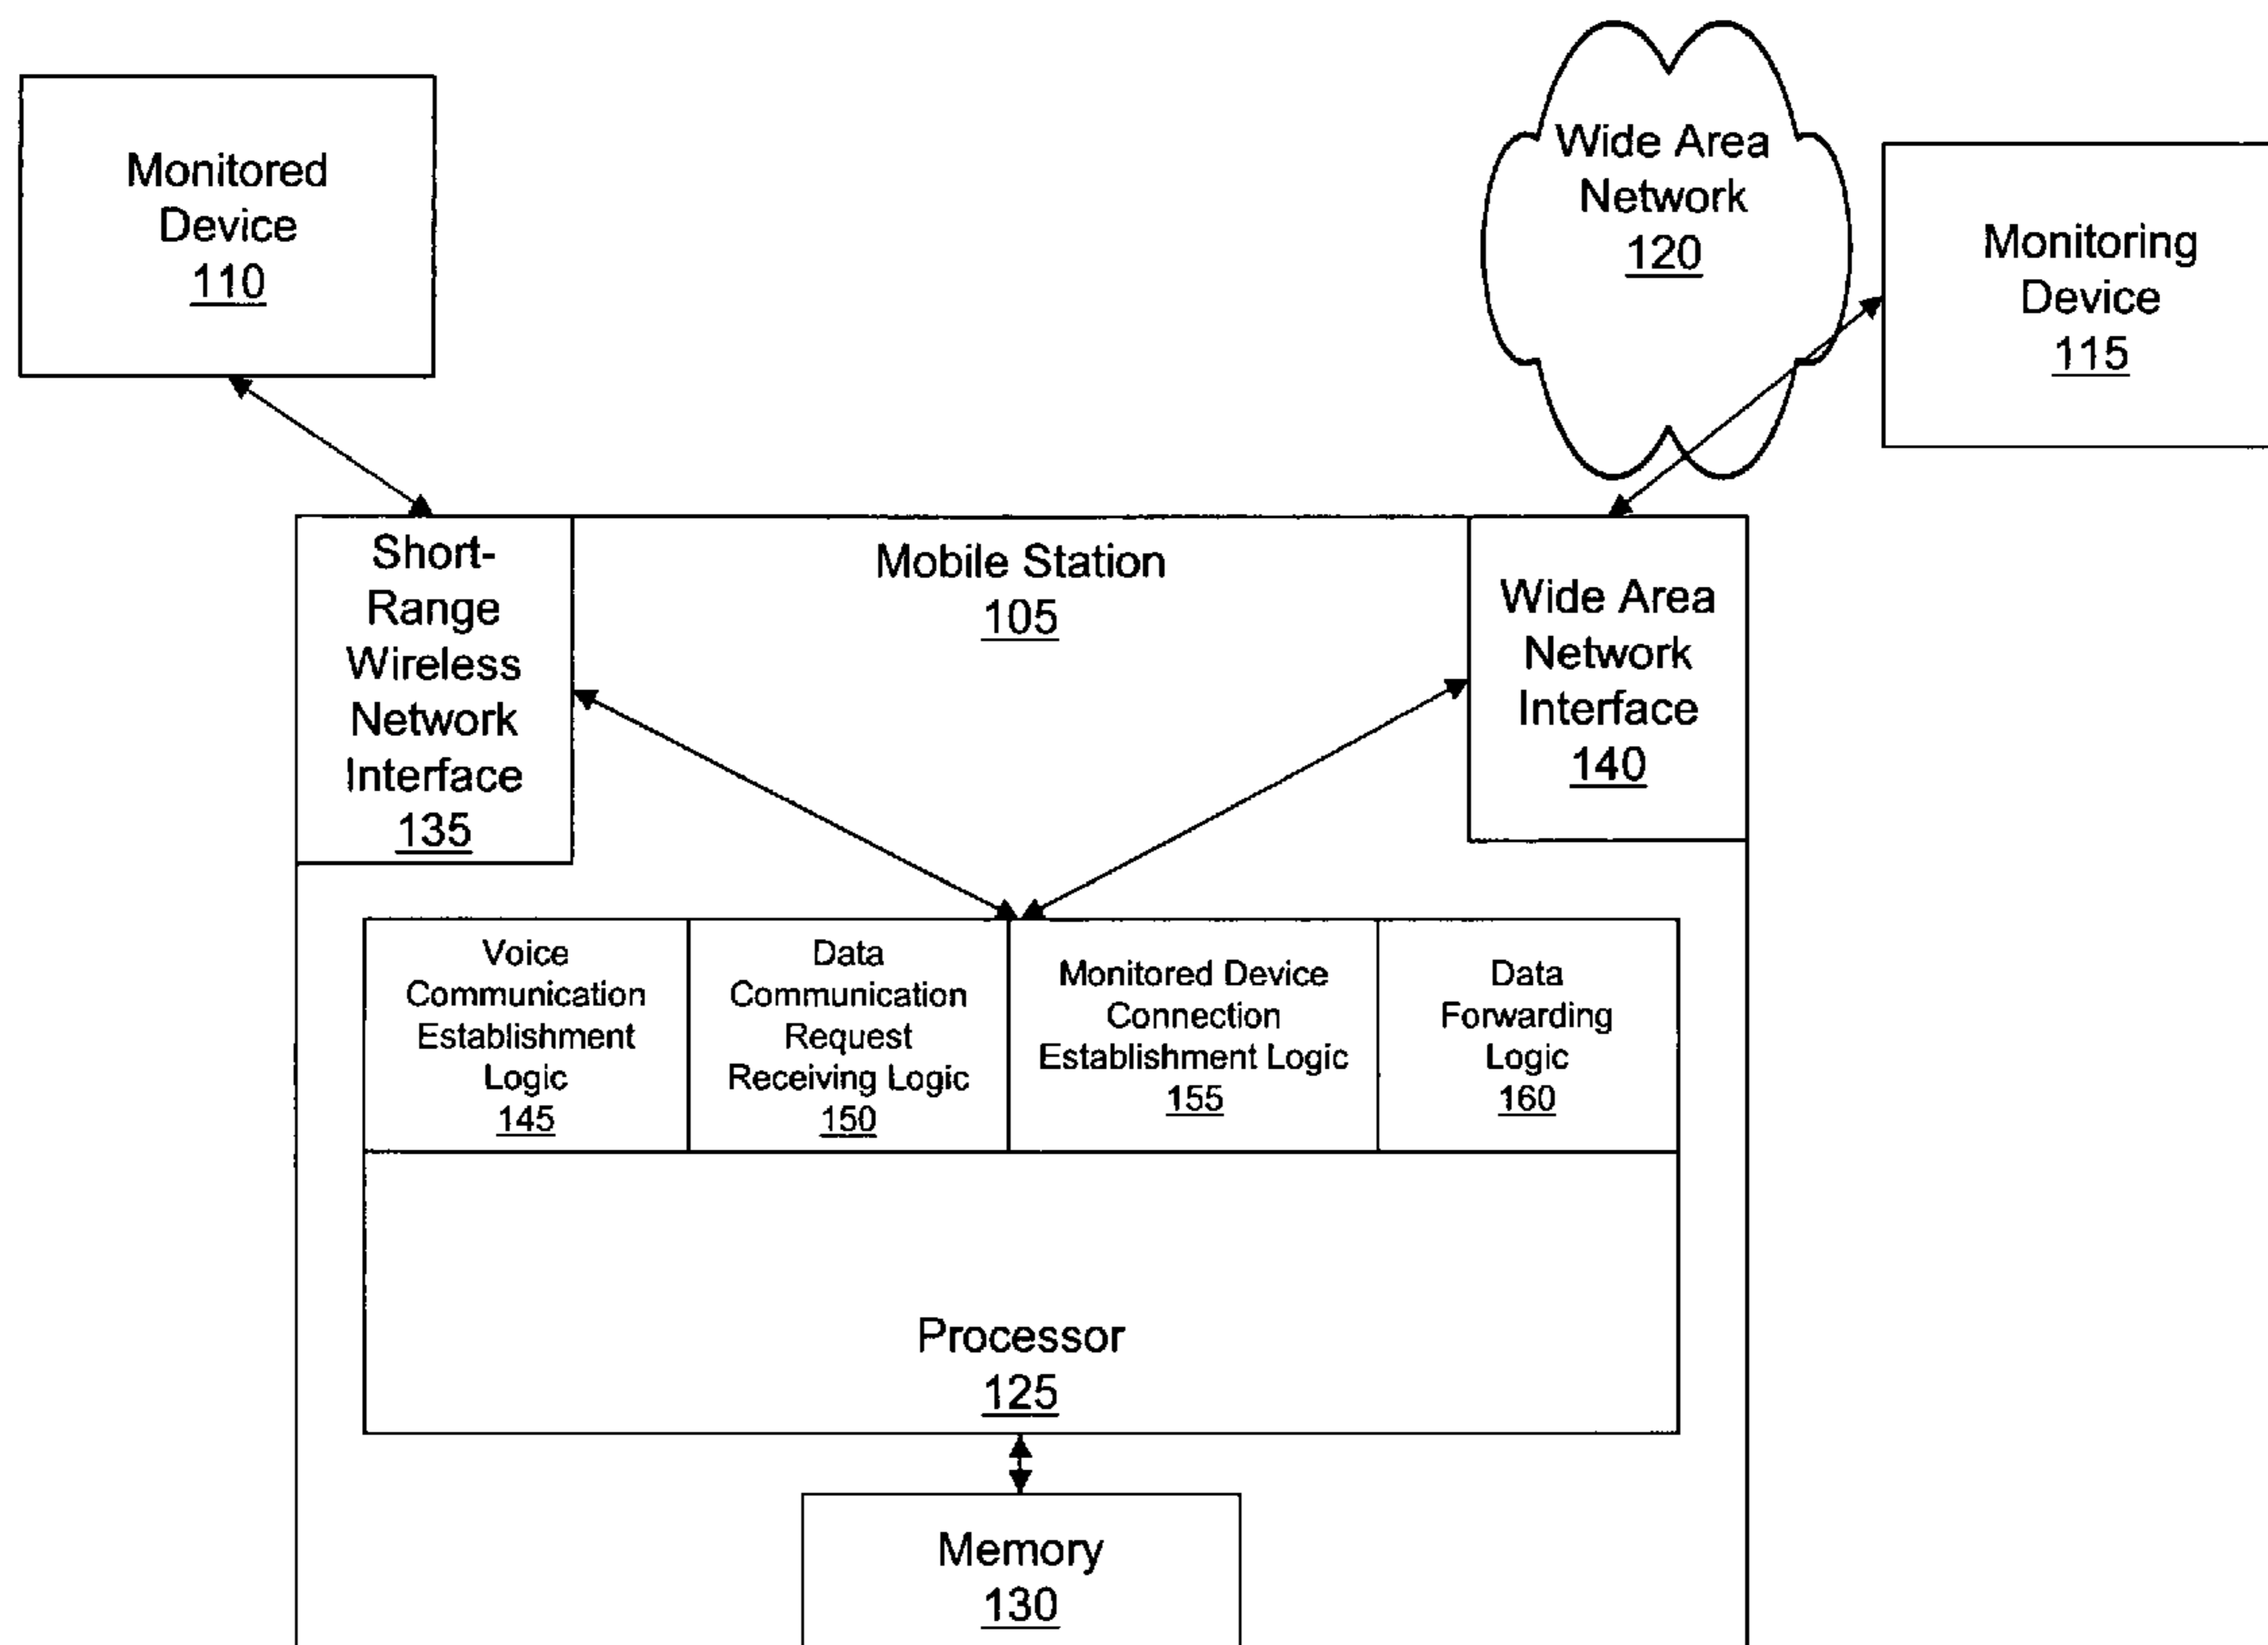 Monitored
Device
110
Wide Area
Network
120
Monitoring
Device
115
Short-
Range
Wireless
Network
Interface
135
Mobile Station
105
Wide Area
Network
Interface
140
Voice
Communication
Establishment
Logic
145
Data
Communication
Request
Receiving Logic
150
Monitored Device
Connection
Establishment Logic
155
Data
Forwarding
Logic
160
Processor
125
Memory
130